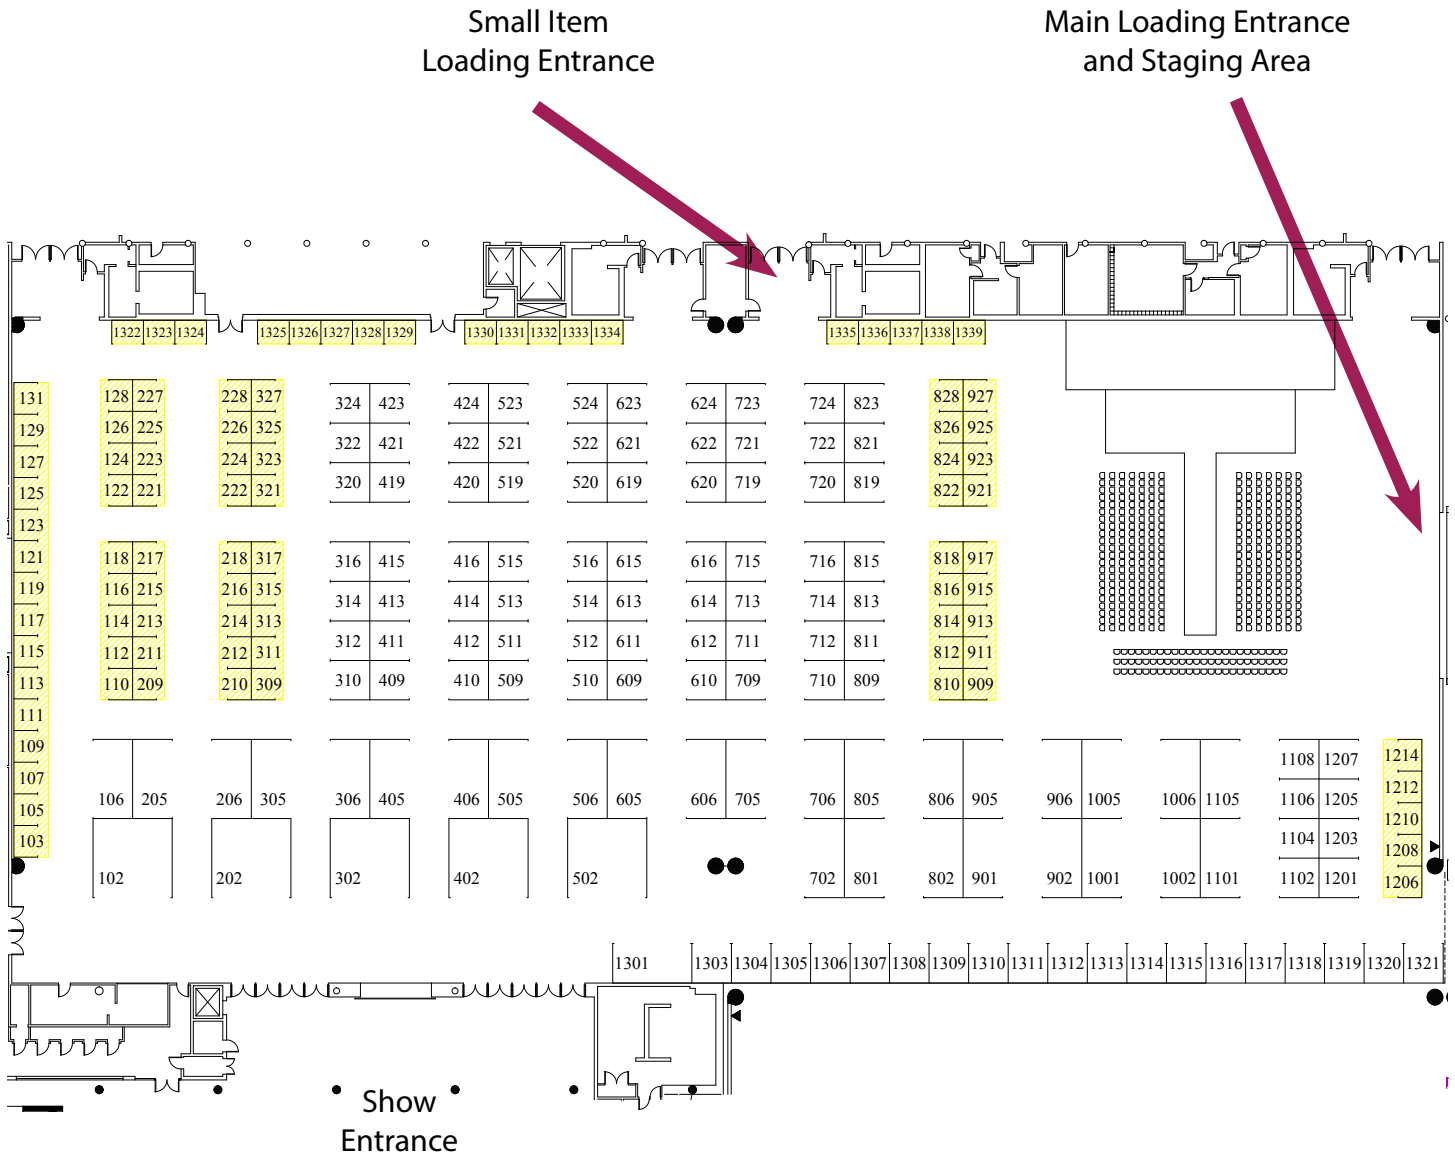 Small Item
Loading Entrance
Main Loading Entrance
and Staging Area
1322 1323 1324 1325 1326 1327 1328 1329 1330 1331 1332 1333 1334 1335 1336 1337 1338 1339
131 128 227 228 327 324 423 424 523 524 623 624 723 724 823 828 927
129 126 225 226 325 322 421 422 521 522 621 622 721 722 821 826 925
127 124 223 224 323 824 923
125 122 221 222 321 320 419 420 519 520 619 620 719 720 819 822 921
123
121 118 217 218 317 316 415 416 515 516 615 616 715 716 815 818 917
119 116 215 216 315 314 413 414 513 514 613 614 713 714 813 816 915
117 114 213 214 313 814 913
115 112 211 212 311 312 411 412 511 512 611 612 711 712 811 812 911
113 110 209 210 309 310 409 410 509 510 609 610 709 710 809 810 909
111
109 1108 1207 1214
107 1212
105 106 205 206 305 306 405 406 505 506 605 606 705 706 805 806 905 906 1005 1006 1105 1106 1205 1210
103 1104 1203 1208
102 202 302 402 502 702 801 802 901 902 1001 1002 1101 1102 1201 1206
1301 1303 1304 1305 1306 1307 1308 1309 1310 1311 1312 1313 1314 1315 1316 1317 1318 1319 1320 1321
Show
Entrance